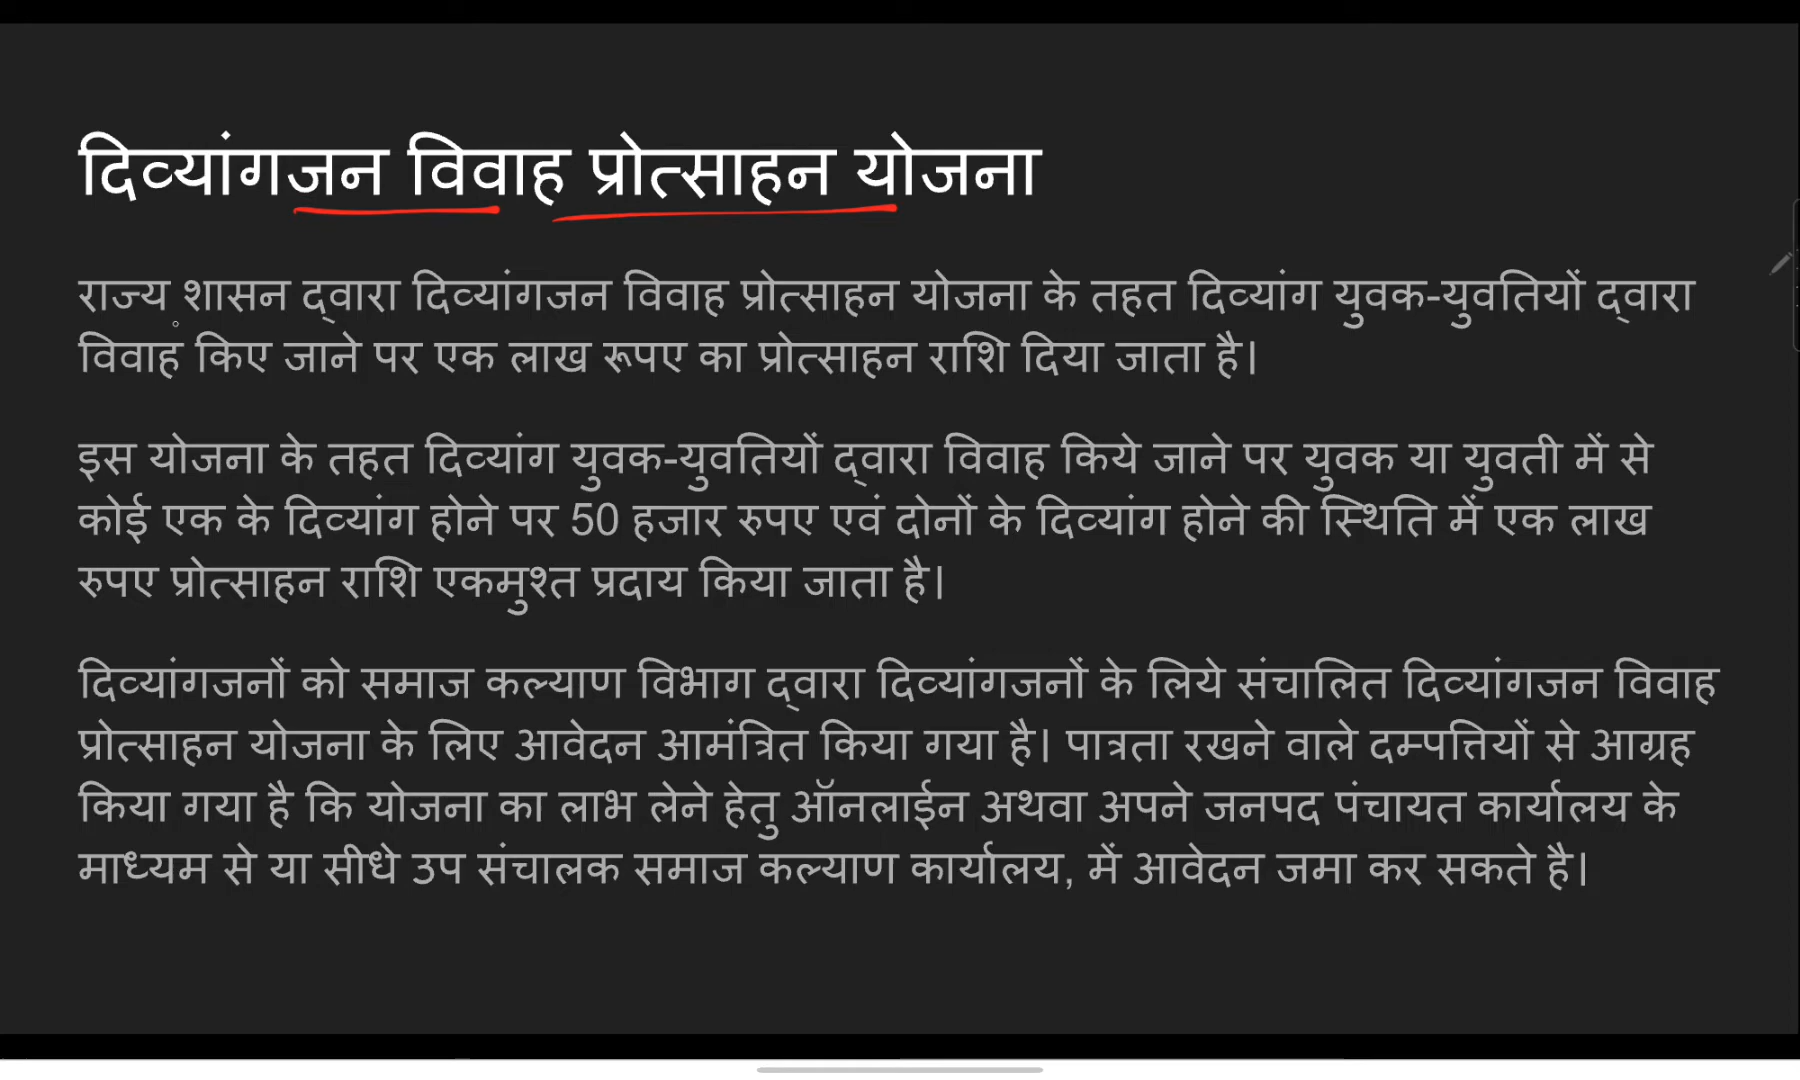 दिव्यांगजन विवाह प्रोत्साहन योजना
राज्य शासन द्वारा दिव्यांगजन विवाह प्रोत्साहन योजना के तहत दिव्यांग युवक-युवतियों द्वारा
विवाह किए जाने पर एक लाख रूपए का प्रोत्साहन राशि दिया जाता है।
इस योजना के तहत दिव्यांग युवक-युवतियों द्वारा विवाह किये जाने पर युवक या युवती में से
कोई एक के दिव्यांग होने पर 50 हजार रुपए एवं दोनों के दिव्यांग होने की स्थिति में एक लाख
रुपए प्रोत्साहन राशि एकमुश्त प्रदाय किया जाता है।
दिव्यांगजनों को समाज कल्याण विभाग द्वारा दिव्यांगजनों के लिये संचालित दिव्यांगजन विवाह
प्रोत्साहन योजना के लिए आवेदन आमंत्रित किया गया है। पात्रता रखने वाले दम्पत्तियों से आग्रह
किया गया है कि योजना का लाभ लेने हेतु ऑनलाईन अथवा अपने जनपद पंचायत कार्यालय के
माध्यम से या सीधे उप संचालक समाज कल्याण कार्यालय, में आवेदन जमा कर सकते है।